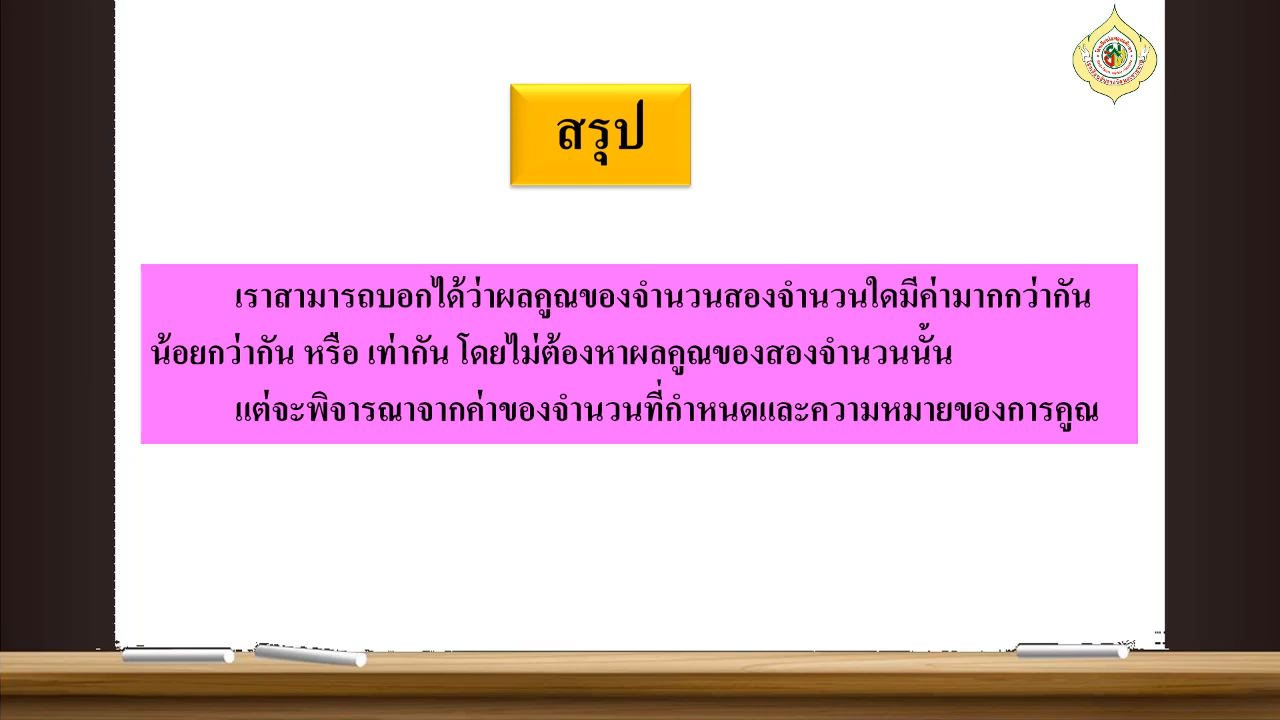 สรุป
เราสามารถบอกได้ว่าผลคูณของจำนวนสองจำนวนใดมีค่ามากกว่ากัน
น้อยกว่ากัน หรือ เท่ากัน โดยไม่ต้องหาผลคูณของสองจำนวนนั้น
แต่จะพิจารณาจากค่าของจำนวนที่กำหนดและความหมายของการคูณ